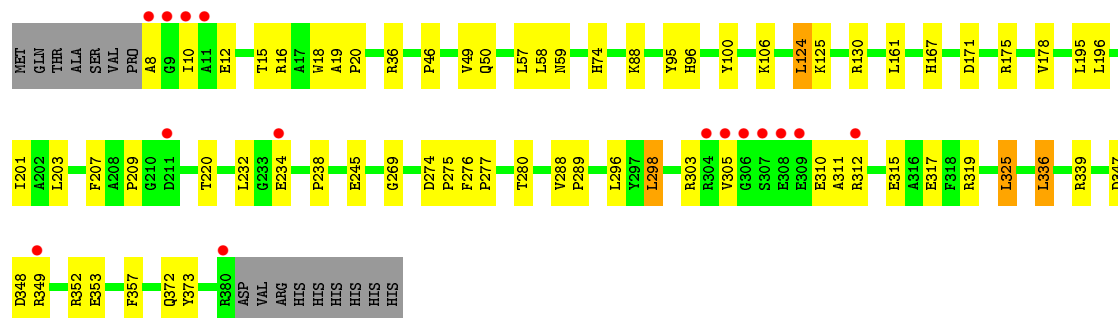 MET GLN THR ALA SER VAL PRO A8 G9 I10 A11 E12 T15 R16 A17 W18 A19 P20 R36 P46 V49 Q50 L57 L58 N59 H74 K88 Y95 H96 Y100 K106 L124 K125 R130 L161 H167 D171 R175 V178 L195 L196
I201 A202 L203 F207 A208 P209 G210 D211 T220 L232 G233 E234 P238 E245 G269 D274 P275 F276 P277 T280 V288 P289 L296 Y297 L298 R303 R304 V305 G306 S307 E308 E309 E310 A311 R312 E315 A316 E317 F318 R319 L325 L336 R339 D347
D348 R349 R352 E353 F357 Q372 Y373 R380 ASP VAL ARG HIS HIS HIS HIS HIS HIS